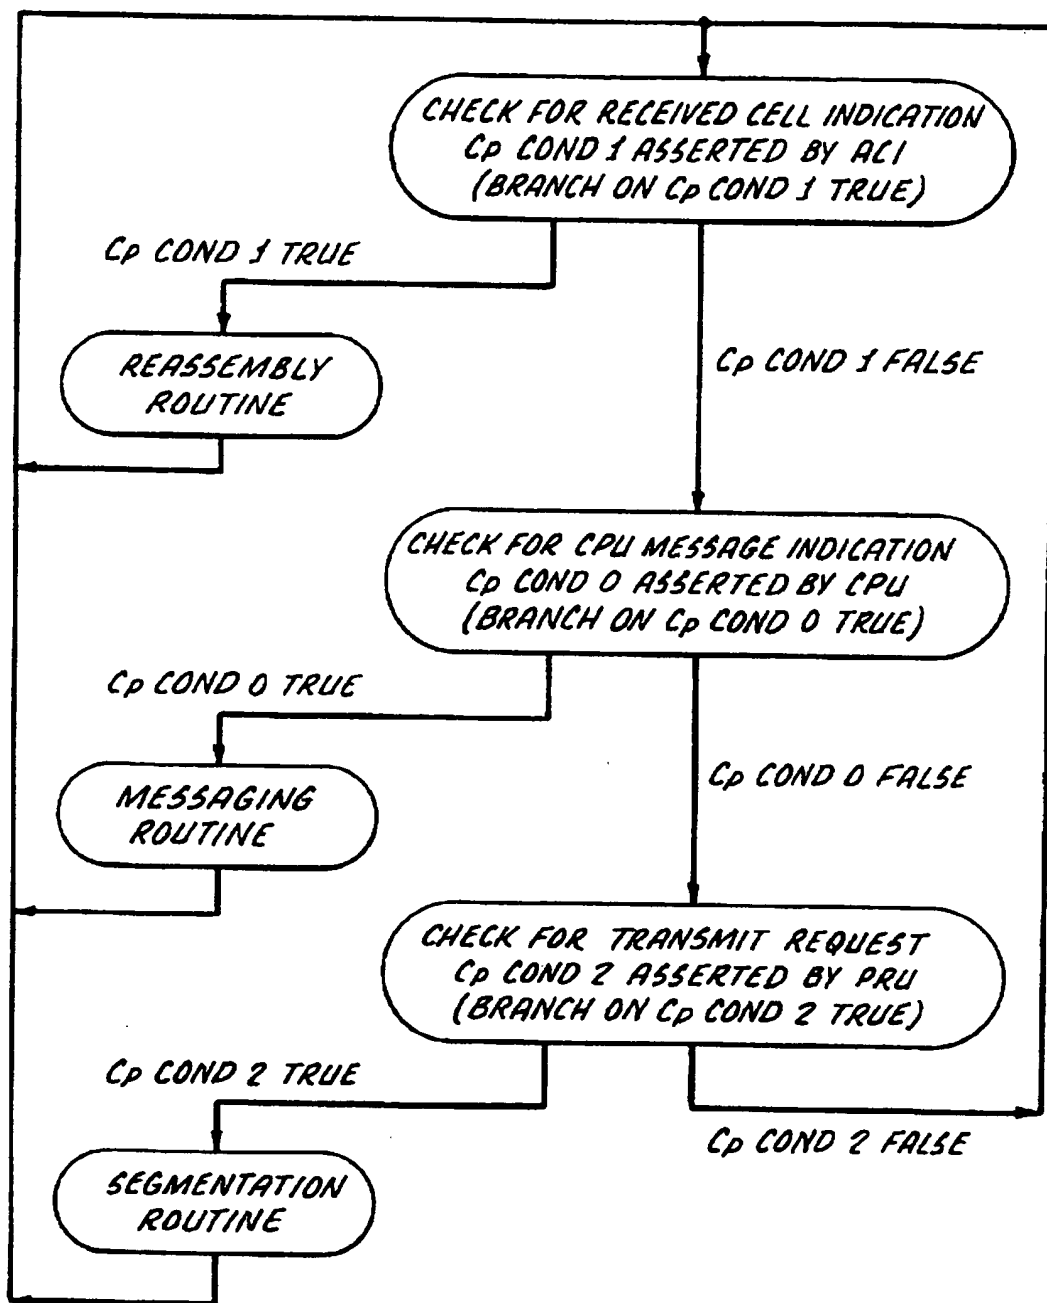 CHECK FOR RECEIVED CELL INDICATION
Cp COND 1 ASSERTED BY ACI
(BRANCH ON Cp COND 1 TRUE)
Cp COND 1 TRUE
REASSEMBLY
ROUTINE
Cp COND 1 FALSE
CHECK FOR CPU MESSAGE INDICATION
Cp COND 0 ASSERTED BY CPU
(BRANCH ON Cp COND 0 TRUE)
Cp COND 0 TRUE
MESSAGING
ROUTINE
Cp COND 0 FALSE
CHECK FOR TRANSMIT REQUEST
Cp COND 2 ASSERTED BY PRU
(BRANCH ON Cp COND 2 TRUE)
Cp COND 2 TRUE
Cp COND 2 FALSE
SEGMENTATION
ROUTINE